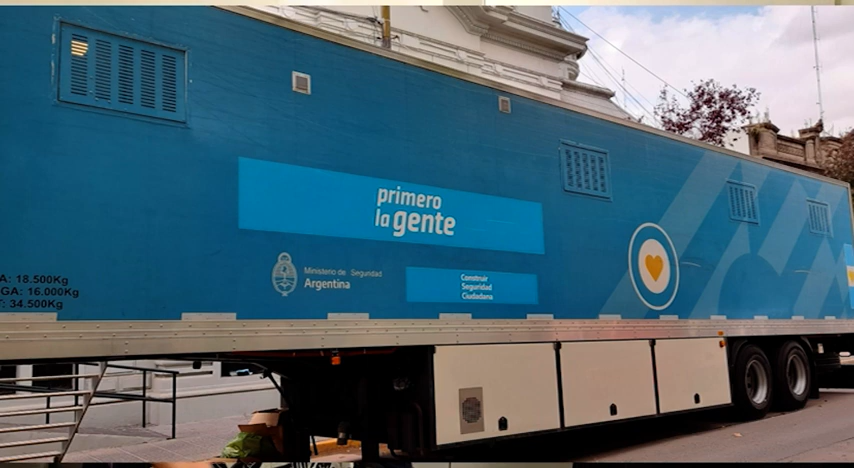 primero
la gente
Ministerio de Seguridad
Argentina
Construir
Seguridad
Ciudadana
A: 18.500Kg
GA: 16.000Kg
T: 34.500Kg